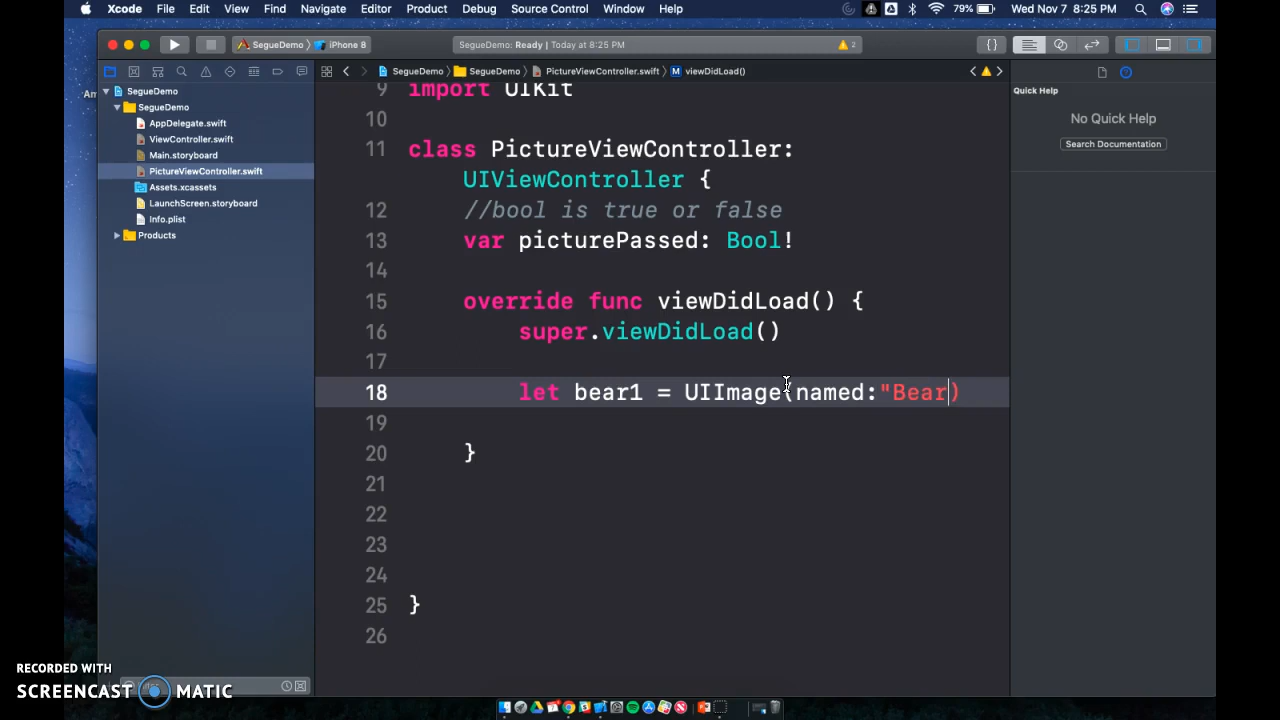 Xcode File Edit View Find Navigate Editor Product Debug Source Control Window Help 79% Wed Nov 7 8:25 PM
SegueDemo iPhone 8 SegueDemo: Ready | Today at 8:25 PM 2 {}
SegueDemo SegueDemo PictureViewController.swift M viewDidLoad()
SegueDemo
SegueDemo
AppDelegate.swift
ViewController.swift
Main.storyboard
PictureViewController.swift
Assets.xcassets
LaunchScreen.storyboard
Info.plist
Products
Am
9 import UIKit
10
11 class PictureViewController:
UIViewController {
12 //bool is true or false
13 var picturePassed: Bool!
14
15 override func viewDidLoad() {
16 super.viewDidLoad()
17
18 let bear1 = UIImage(named:"Bear)
19
20 }
21
22
23
24
25 }
26
Quick Help
No Quick Help
Search Documentation
RECORDED WITH
SCREENCAST MATIC